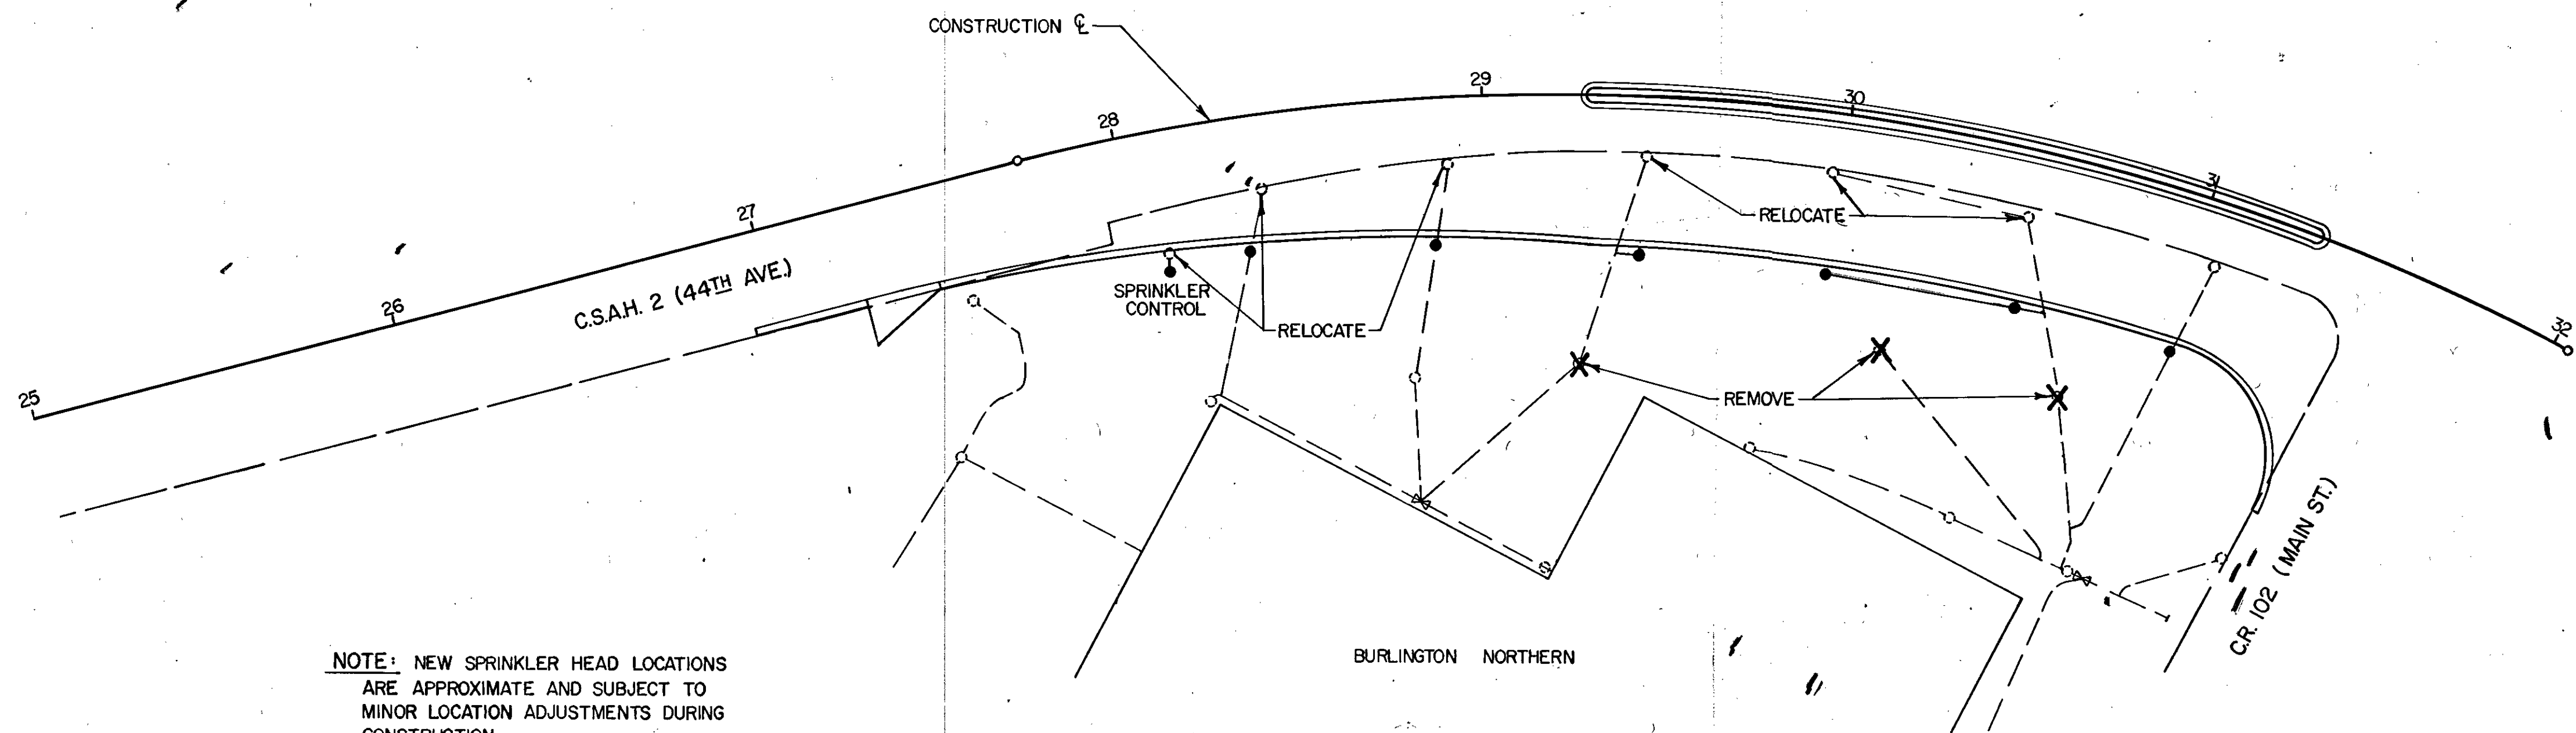 CONSTRUCTION ℄
25
26
27
28
29
30
31
32
C.S.A.H. 2 (44TH AVE.)
SPRINKLER
CONTROL
RELOCATE
RELOCATE
REMOVE
C.R. 102 (MAIN ST.)
BURLINGTON NORTHERN
NOTE: NEW SPRINKLER HEAD LOCATIONS
ARE APPROXIMATE AND SUBJECT TO
MINOR LOCATION ADJUSTMENTS DURING
CONSTRUCTION